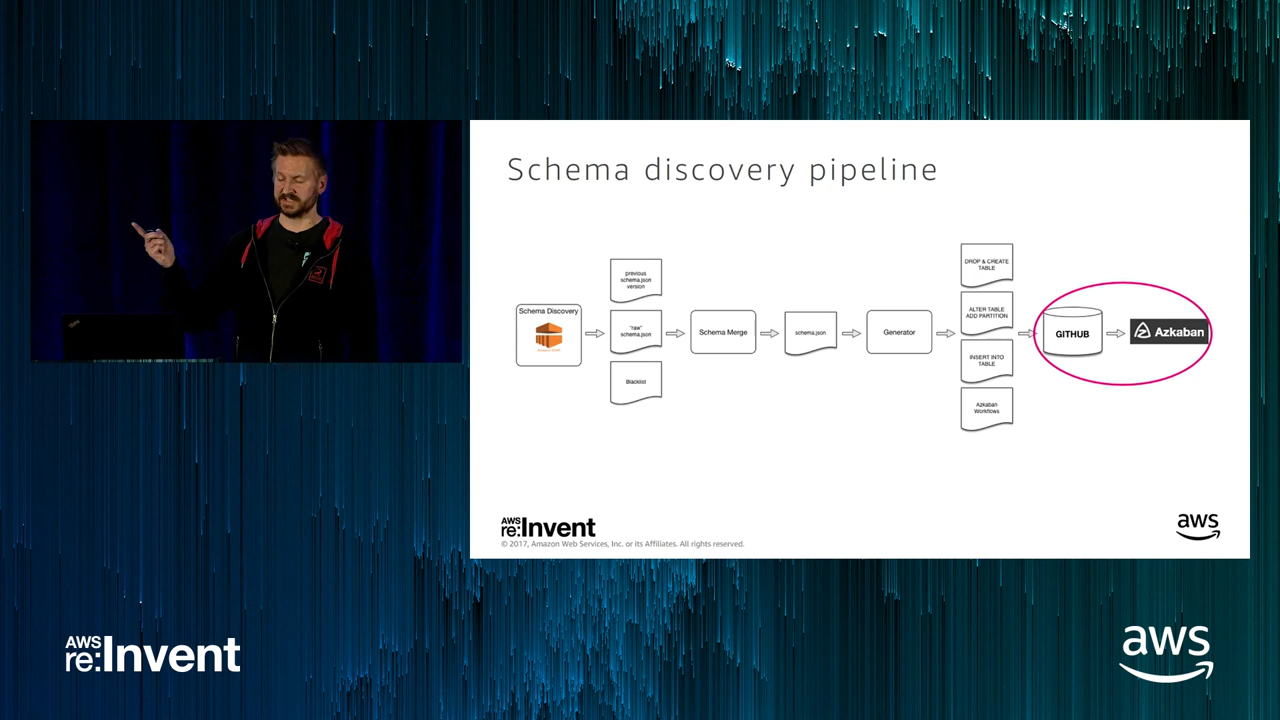 Schema discovery pipeline
Schema Discovery
Amazon EMR
previous
schema.json
version
"raw"
schema.json
Blacklist
Schema Merge
schema.json
Generator
DROP & CREATE
TABLE
ALTER TABLE
ADD PARTITION
INSERT INTO
TABLE
Azkaban
Workflows
GITHUB
Azkaban
AWS
re:Invent
© 2017, Amazon Web Services, Inc. or its Affiliates. All rights reserved.
aws
AWS
re:Invent
aws